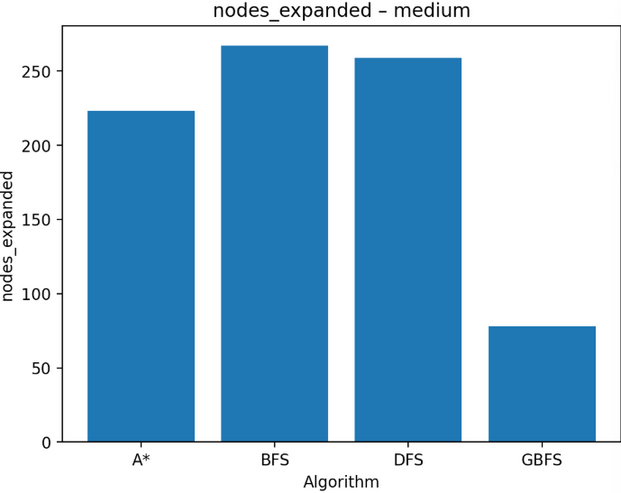 nodes_expanded – medium
nodes_expanded
250
200
150
100
50
0
A* BFS DFS GBFS
Algorithm